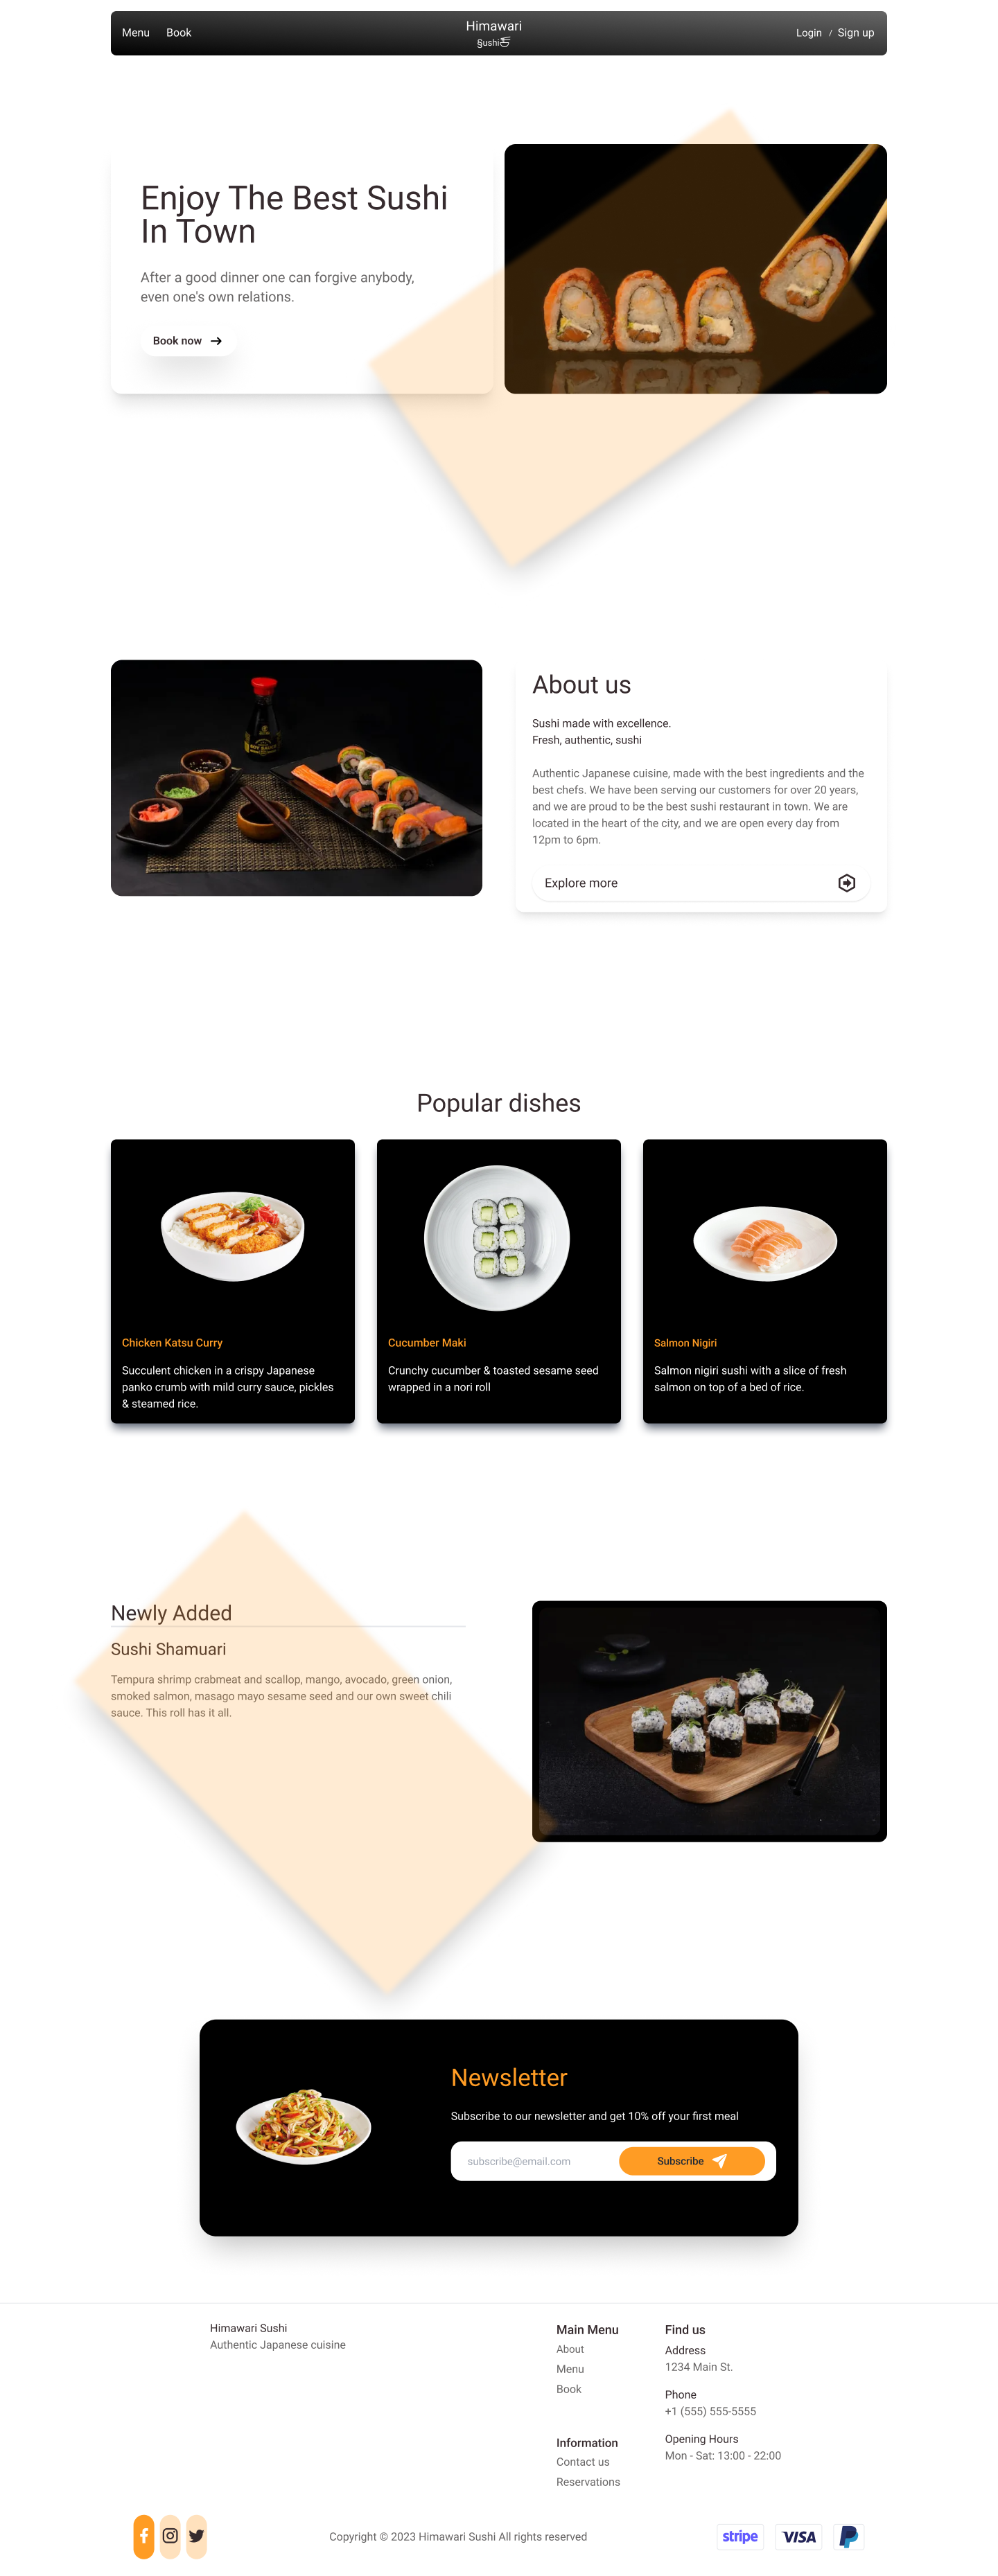 Menu Book
Himawari
Sushi
Login / Sign up
Enjoy The Best Sushi
In Town
After a good dinner one can forgive anybody,
even one's own relations.
Book now
About us
Sushi made with excellence.
Fresh, authentic, sushi
Authentic Japanese cuisine, made with the best ingredients and the
best chefs. We have been serving our customers for over 20 years,
and we are proud to be the best sushi restaurant in town. We are
located in the heart of the city, and we are open every day from
12pm to 6pm.
Explore more
Popular dishes
Chicken Katsu Curry
Succulent chicken in a crispy Japanese
panko crumb with mild curry sauce, pickles
& steamed rice.
Cucumber Maki
Crunchy cucumber & toasted sesame seed
wrapped in a nori roll
Salmon Nigiri
Salmon nigiri sushi with a slice of fresh
salmon on top of a bed of rice.
Newly Added
Sushi Shamuari
Tempura shrimp crabmeat and scallop, mango, avocado, green onion,
smoked salmon, masago mayo sesame seed and our own sweet chili
sauce. This roll has it all.
Newsletter
Subscribe to our newsletter and get 10% off your first meal
subscribe@email.com
Subscribe
Himawari Sushi
Authentic Japanese cuisine
Main Menu
About
Menu
Book
Information
Contact us
Reservations
Find us
Address
1234 Main St.
Phone
+1 (555) 555-5555
Opening Hours
Mon - Sat: 13:00 - 22:00
Copyright © 2023 Himawari Sushi All rights reserved
stripe
VISA